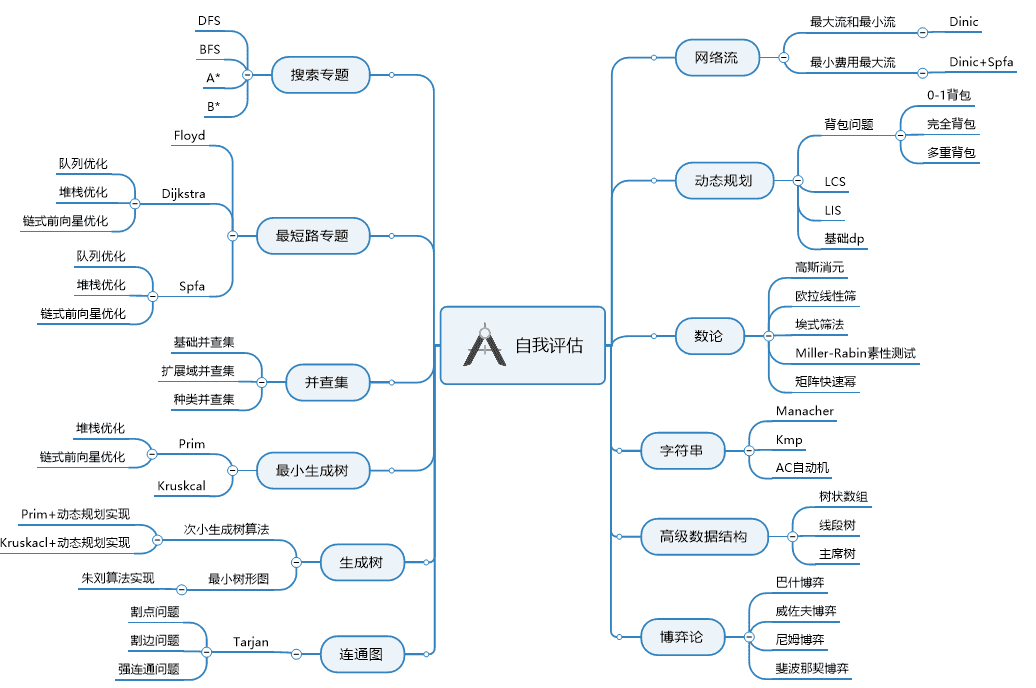 自我评估
搜索专题
DFS
BFS
A*
B*
最短路专题
Floyd
Dijkstra
队列优化
堆栈优化
链式前向星优化
Spfa
队列优化
堆栈优化
链式前向星优化
并查集
基础并查集
扩展域并查集
种类并查集
最小生成树
Prim
堆栈优化
链式前向星优化
Kruskcal
生成树
次小生成树算法
Prim+动态规划实现
Kruskacl+动态规划实现
最小树形图
朱刘算法实现
连通图
Tarjan
割点问题
割边问题
强连通问题
网络流
最大流和最小流
Dinic
最小费用最大流
Dinic+Spfa
动态规划
背包问题
0-1背包
完全背包
多重背包
LCS
LIS
基础dp
数论
高斯消元
欧拉线性筛
埃式筛法
Miller-Rabin素性测试
矩阵快速幂
字符串
Manacher
Kmp
AC自动机
高级数据结构
树状数组
线段树
主席树
博弈论
巴什博弈
威佐夫博弈
尼姆博弈
斐波那契博弈